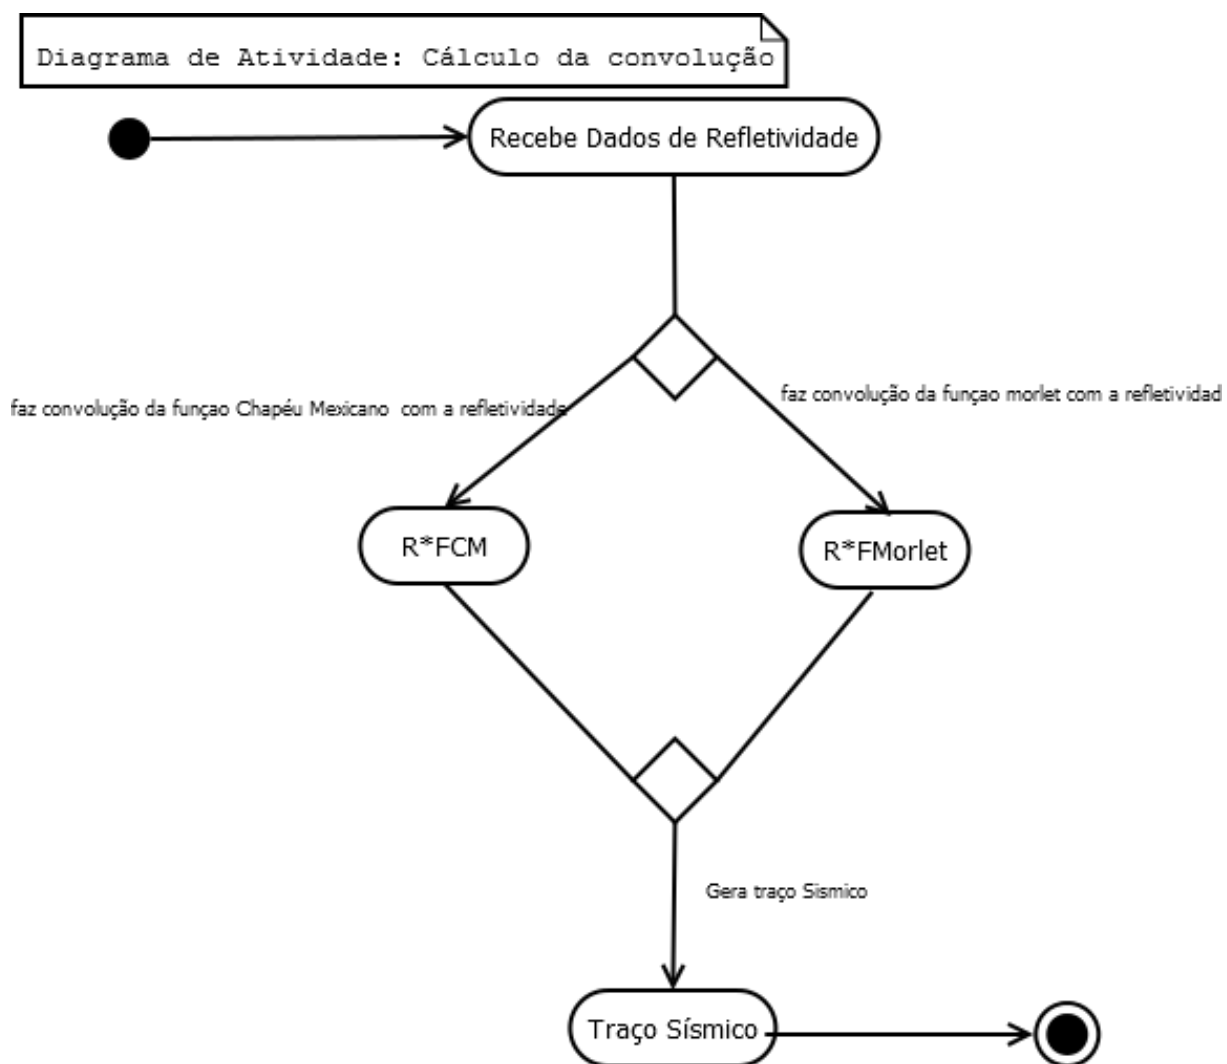 Diagrama de Atividade: Cálculo da convolução
Recebe Dados de Refletividade
faz convolução da funçao Chapéu Mexicano com a refletividade
faz convolução da funçao morlet com a refletividad
R*FCM
R*FMorlet
Gera traço Sismico
Traço Sísmico